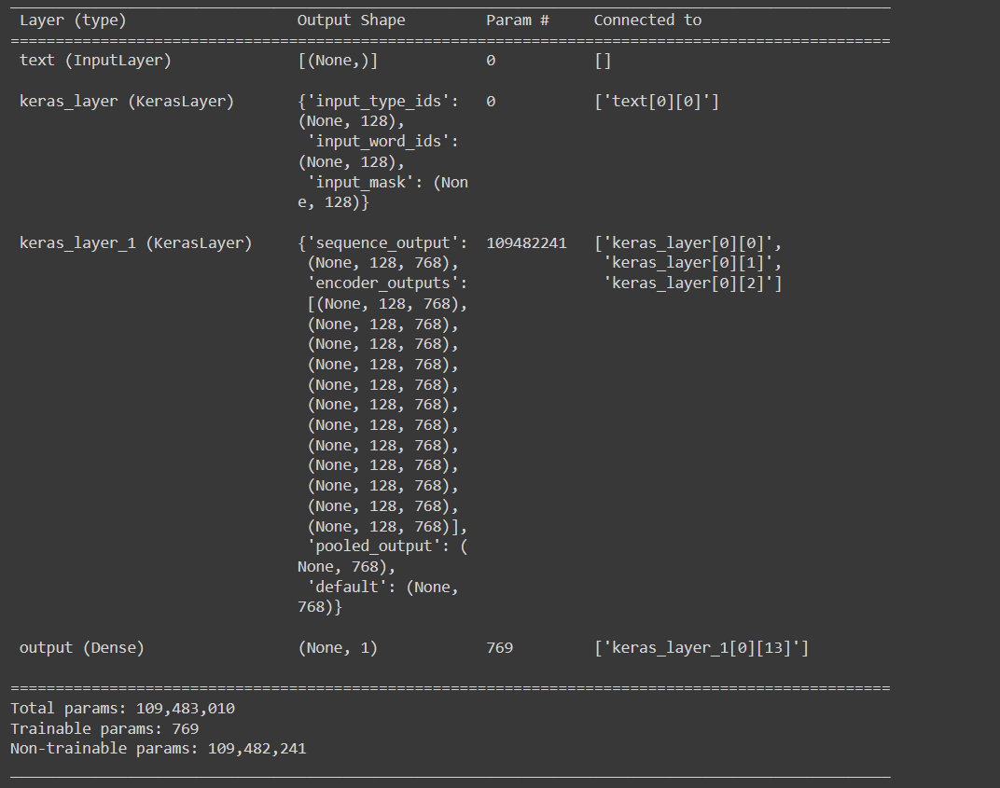 Layer (type) Output Shape Param # Connected to
==================================================================================================
text (InputLayer) [(None,)] 0 []
keras_layer (KerasLayer) {'input_type_ids': 0 ['text[0][0]']
(None, 128),
'input_word_ids':
(None, 128),
'input_mask': (Non
e, 128)}
keras_layer_1 (KerasLayer) {'sequence_output': 109482241 ['keras_layer[0][0]',
(None, 128, 768), 'keras_layer[0][1]',
'encoder_outputs': 'keras_layer[0][2]']
[(None, 128, 768),
(None, 128, 768),
(None, 128, 768),
(None, 128, 768),
(None, 128, 768),
(None, 128, 768),
(None, 128, 768),
(None, 128, 768),
(None, 128, 768),
(None, 128, 768),
(None, 128, 768),
(None, 128, 768)],
'pooled_output': (
None, 768),
'default': (None,
768)}
output (Dense) (None, 1) 769 ['keras_layer_1[0][13]']
==================================================================================================
Total params: 109,483,010
Trainable params: 769
Non-trainable params: 109,482,241